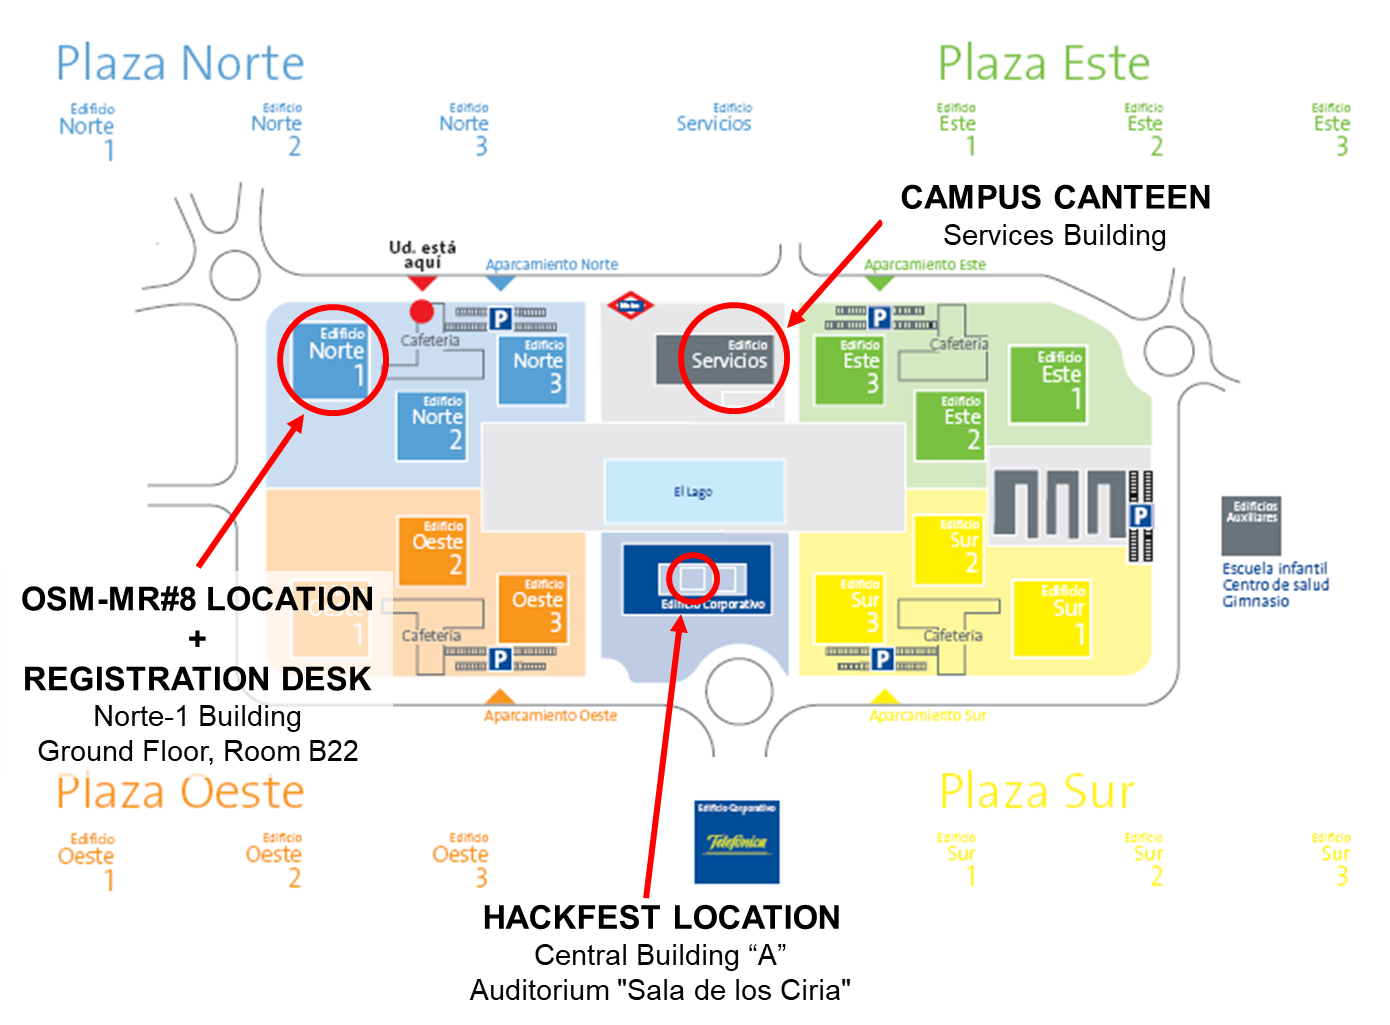 Plaza Norte
Plaza Este
Edificio
Norte
1
Edificio
Norte
2
Edificio
Norte
3
Edificio
Servicios
Edificio
Este
1
Edificio
Este
2
Edificio
Este
3
CAMPUS CANTEEN
Services Building
Ud. está
aquí
Aparcamiento Norte
Aparcamiento Este
P
P
Edificio
Norte
1
Cafetería
Edificio
Norte
3
Edificio
Servicios
Edificio
Este
3
Cafetería
Edificio
Este
1
Edificio
Norte
2
Edificio
Este
2
El Lago
P
Edificios
Auxiliares
Escuela infantil
Centro de salud
Gimnasio
Edificio
Oeste
2
Edificio
Sur
2
Edificio
Oeste
3
Edificio Corporativo
Edificio
Sur
3
Edificio
Sur
1
1
Cafetería
Cafetería
P
P
OSM-MR#8 LOCATION
+
REGISTRATION DESK
Norte-1 Building
Ground Floor, Room B22
Aparcamiento Oeste
Aparcamiento Sur
Plaza Oeste
Plaza Sur
Edificio
Oeste
1
Edificio
Oeste
2
Edificio
Oeste
3
Edificio Corporativo
Telefónica
Edificio
Sur
1
Edificio
Sur
2
Edificio
Sur
3
HACKFEST LOCATION
Central Building “A”
Auditorium "Sala de los Ciria"